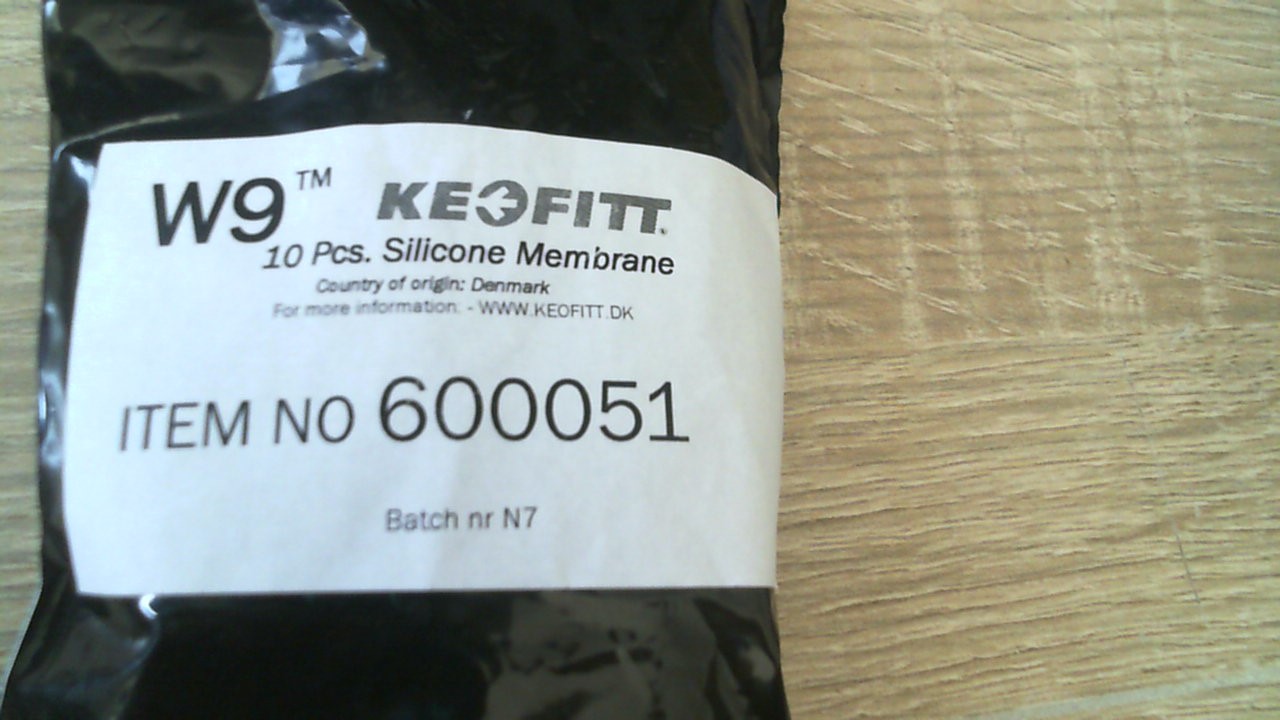 W9™ KEOFITT®
10 Pcs. Silicone Membrane
Country of origin: Denmark
For more information: - WWW.KEOFITT.DK
ITEM NO 600051
Batch nr N7